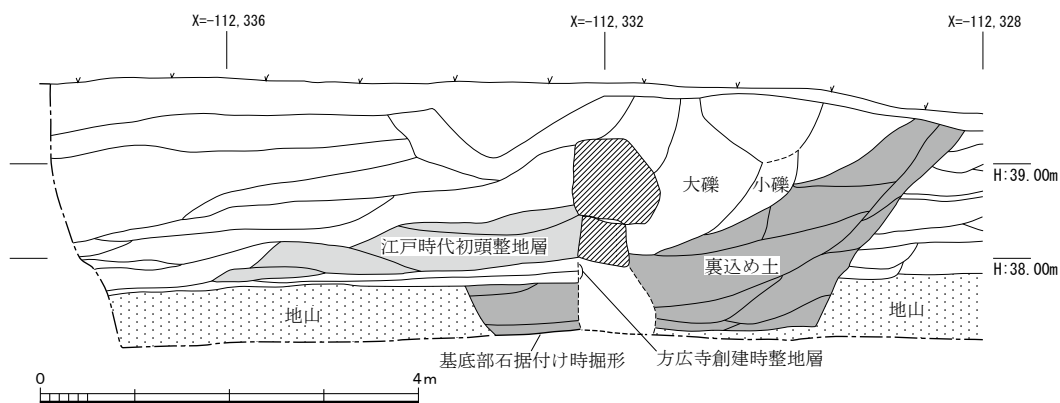 X=-112,336
X=-112,332
X=-112,328
大礫
小礫
H:39.00m
江戸時代初頭整地層
裏込め土
H:38.00m
地山
地山
基底部石据付け時掘形
方広寺創建時整地層
0
4m